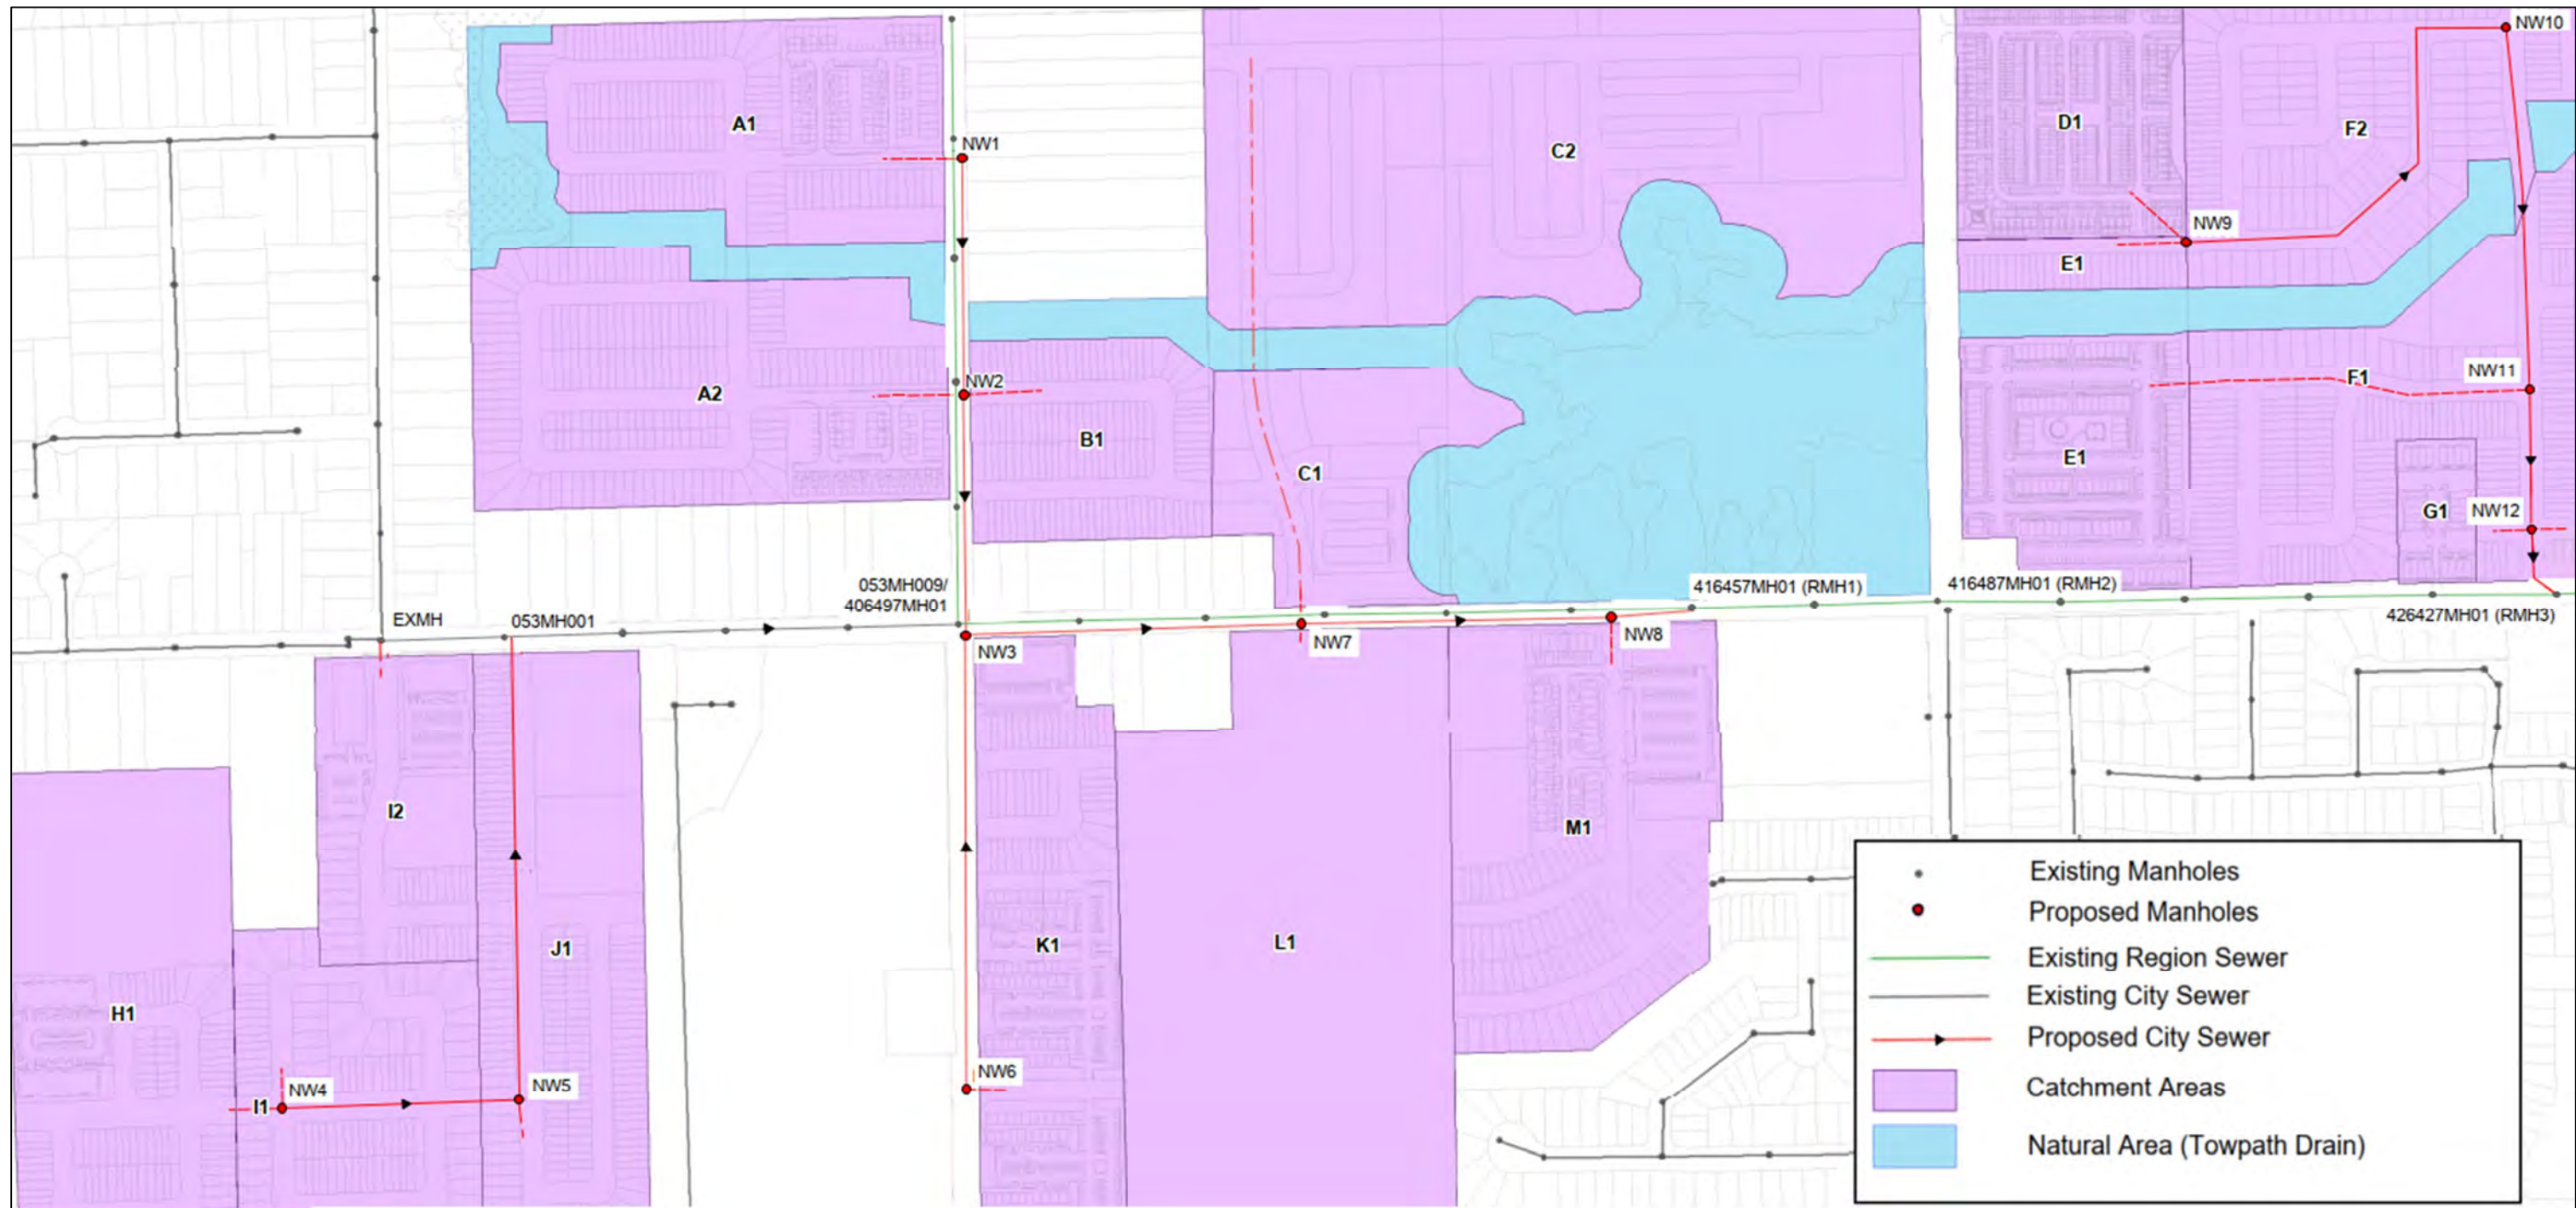 NW10
A1
D1
F2
NW1
C2
NW9
E1
NW11
NW2
F1
A2
B1
E1
C1
G1
NW12
053MH009/
406497MH01
416457MH01 (RMH1)
416487MH01 (RMH2)
EXMH
053MH001
426427MH01 (RMH3)
NW3
NW7
NW8
I2
M1
K1
L1
J1
H1
NW6
NW4
NW5
I1
Existing Manholes
Proposed Manholes
Existing Region Sewer
Existing City Sewer
Proposed City Sewer
Catchment Areas
Natural Area (Towpath Drain)